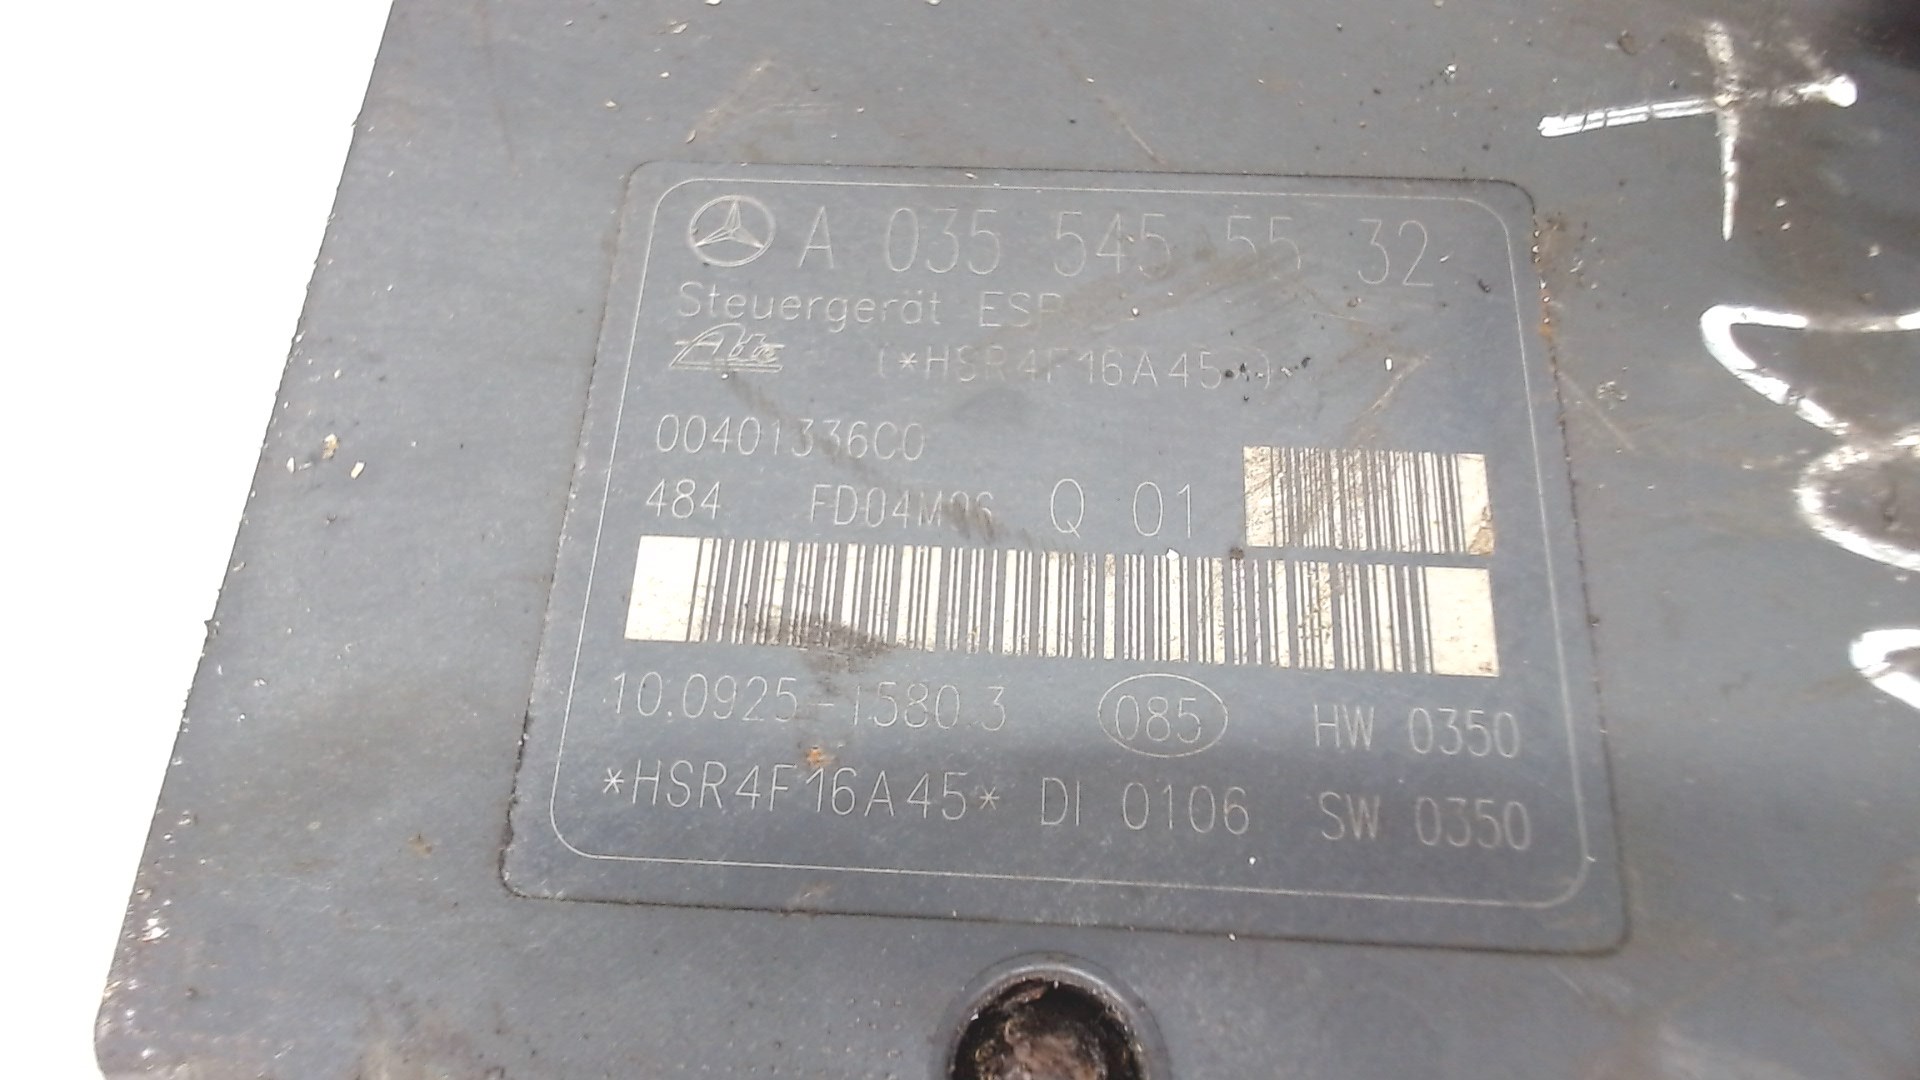 A 035 545 55 32
Steuergerät ESP
Ate (*HSR4F16A45*)
00401336C0
484 FD04M06 Q 01
10.0925-1580.3 085 HW 0350
*HSR4F16A45* DI 0106 SW 0350